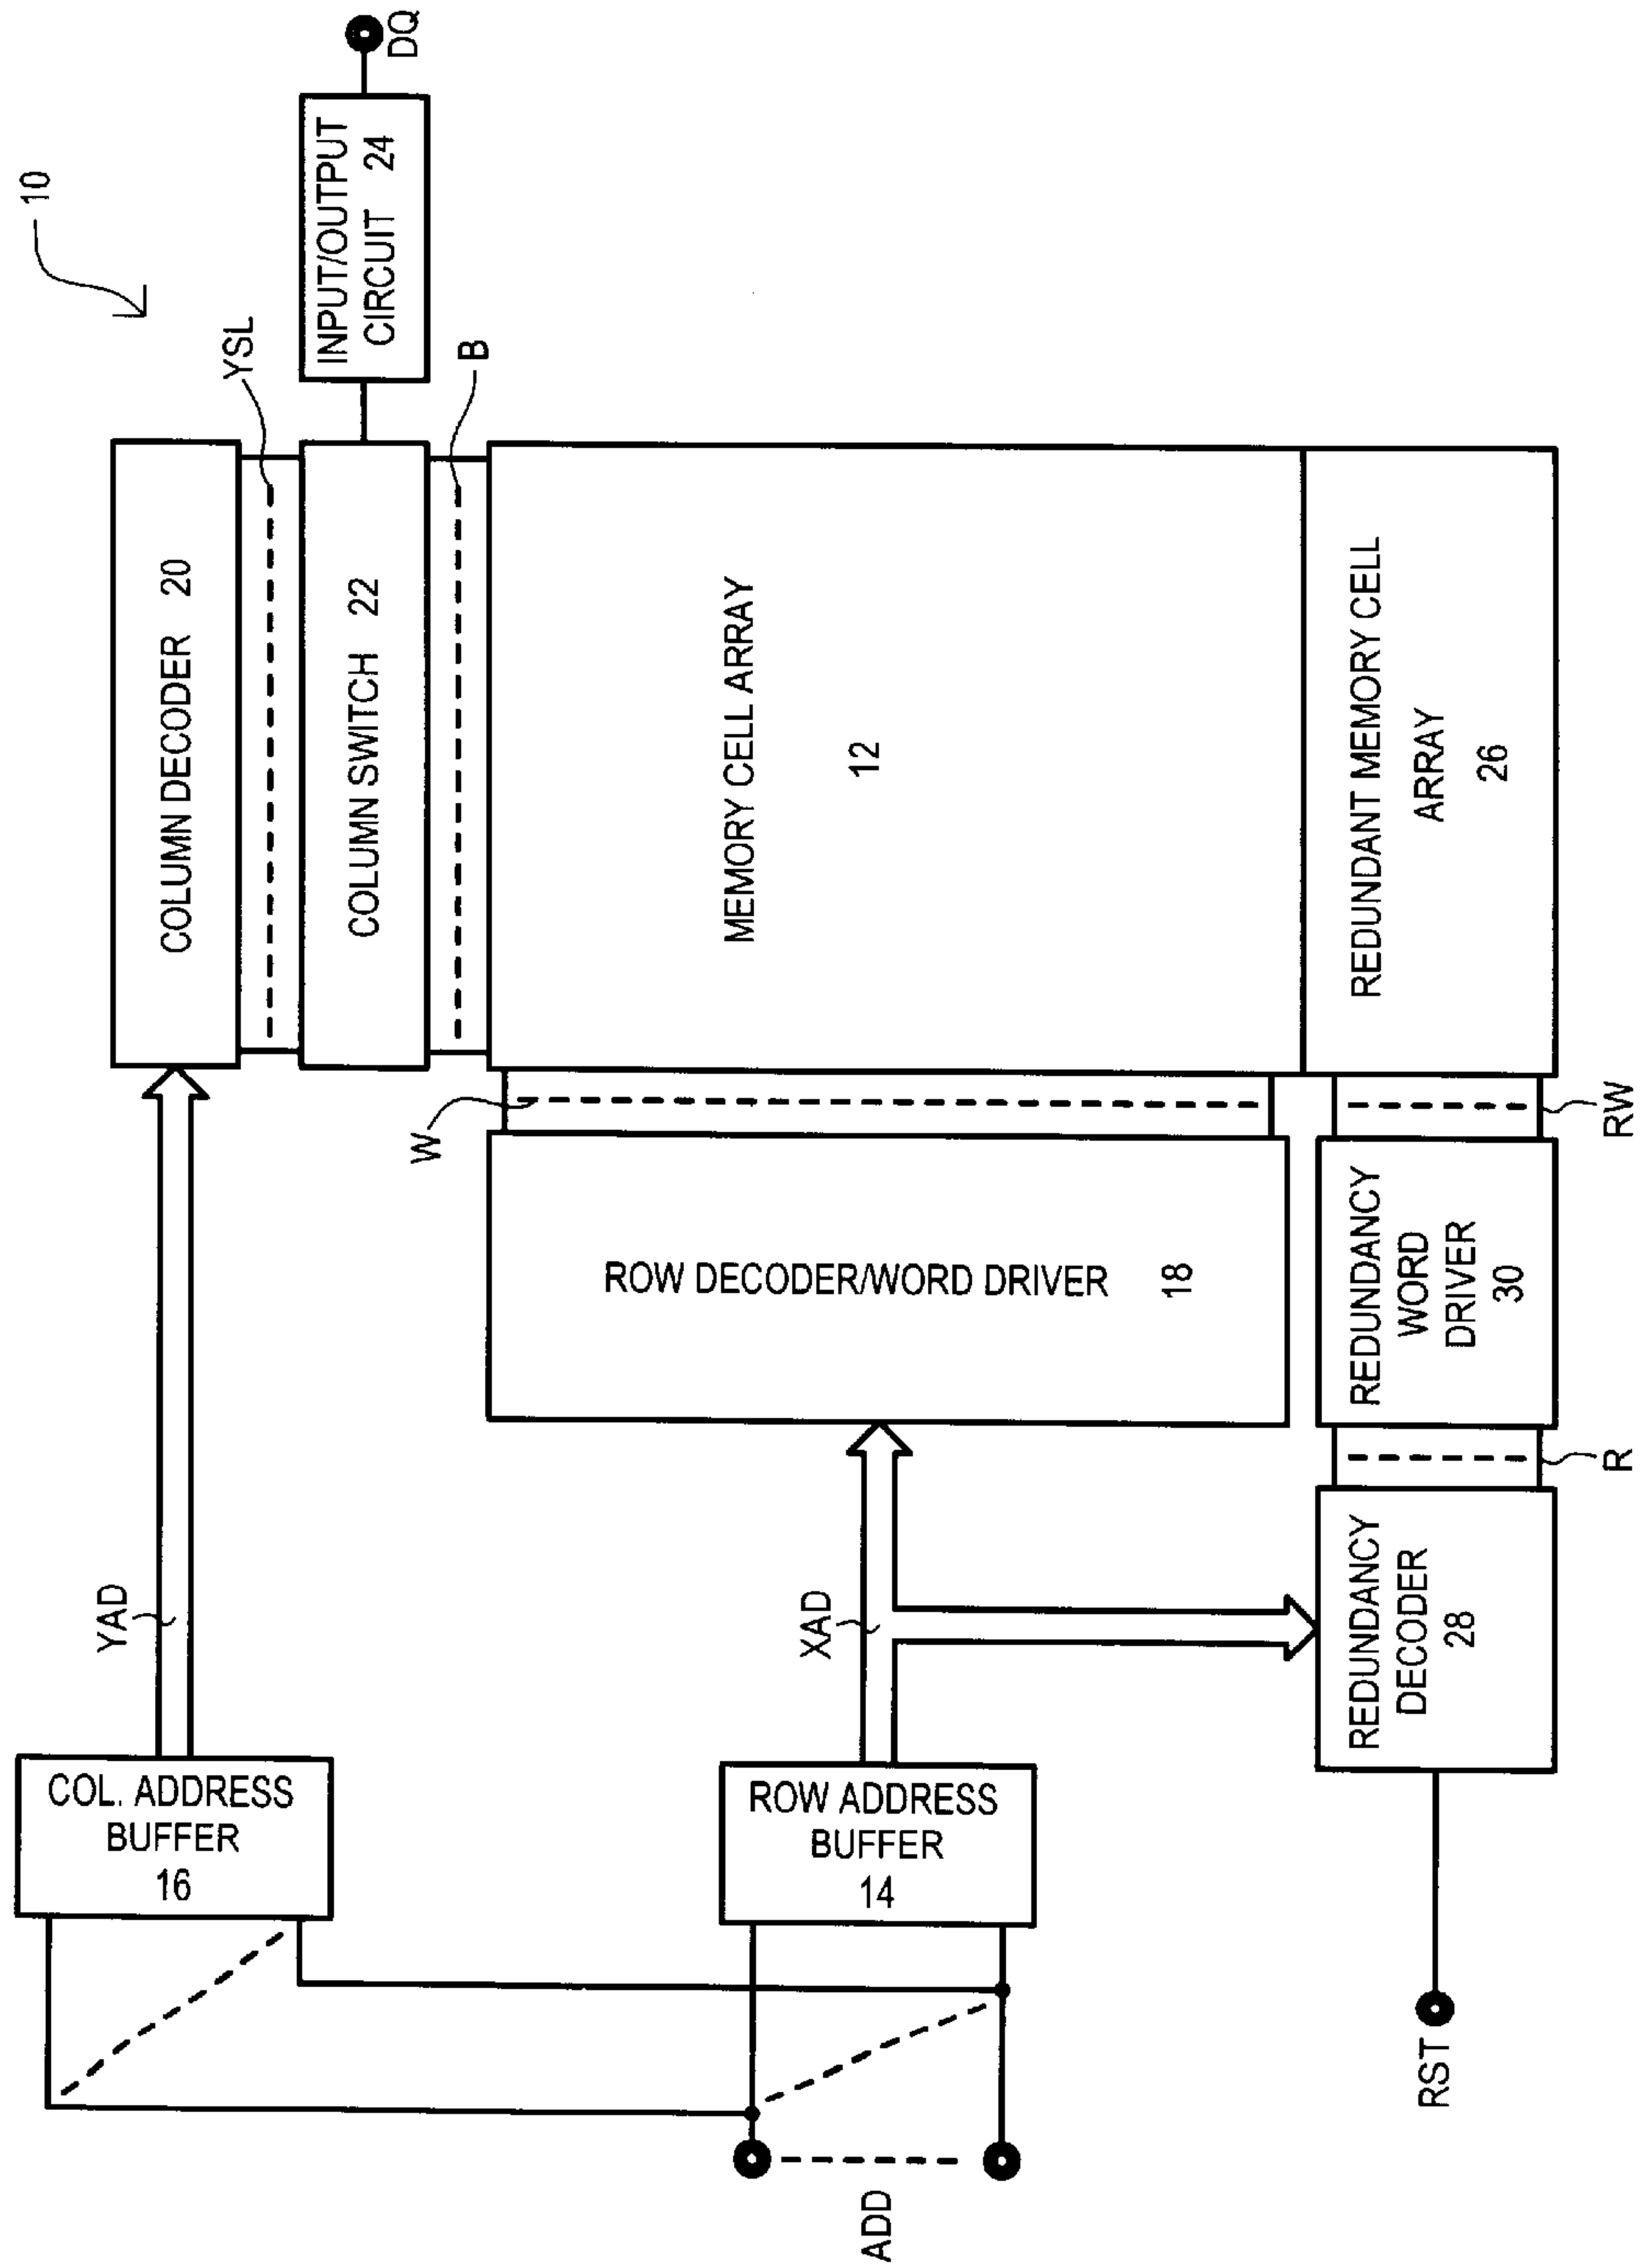 10
COLUMN DECODER 20
YSL
COLUMN SWITCH 22
INPUT/OUTPUT
CIRCUIT 24
DQ
B
YAD
COL. ADDRESS
BUFFER
16
W
MEMORY CELL ARRAY
12
ROW DECODER/WORD DRIVER 18
XAD
ROW ADDRESS
BUFFER
14
ADD
REDUNDANT MEMORY CELL
ARRAY
26
RW
REDUNDANCY
WORD
DRIVER
30
R
REDUNDANCY
DECODER
28
RST